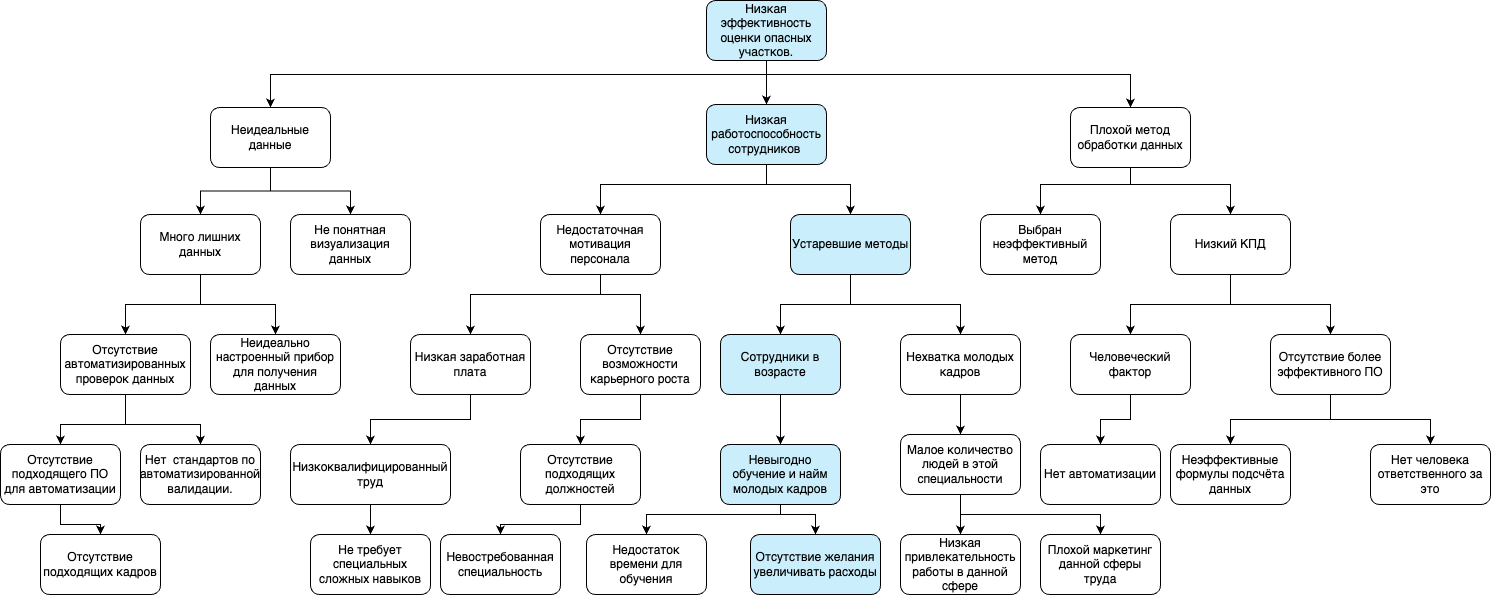 Низкая
эффективность
оценки опасных
участков.
Неидеальные
данные
Низкая
работоспособность
сотрудников
Плохой метод
обработки данных
Много лишних
данных
Не понятная
визуализация
данных
Недостаточная
мотивация
персонала
Устаревшие методы
Выбран
неэффективный
метод
Низкий КПД
Отсутствие
автоматизированных
проверок данных
Неидеально
настроенный прибор
для получения
данных
Низкая заработная
плата
Отсутствие
возможности
карьерного роста
Сотрудники в
возрасте
Нехватка молодых
кадров
Человеческий
фактор
Отсутствие более
эффективного ПО
Отсутствие
подходящего ПО
для автоматизации
Нет стандартов по
автоматизированной
валидации.
Низкоквалифицированный
труд
Отсутствие
подходящих
должностей
Невыгодно
обучение и найм
молодых кадров
Малое количество
людей в этой
специальности
Нет автоматизации
Неэффективные
формулы подсчёта
данных
Нет человека
ответственного за
это
Отсутствие
подходящих кадров
Не требует
специальных
сложных навыков
Невостребованная
специальность
Недостаток
времени для
обучения
Отсутствие желания
увеличивать расходы
Низкая
привлекательность
работы в данной
сфере
Плохой маркетинг
данной сферы
труда